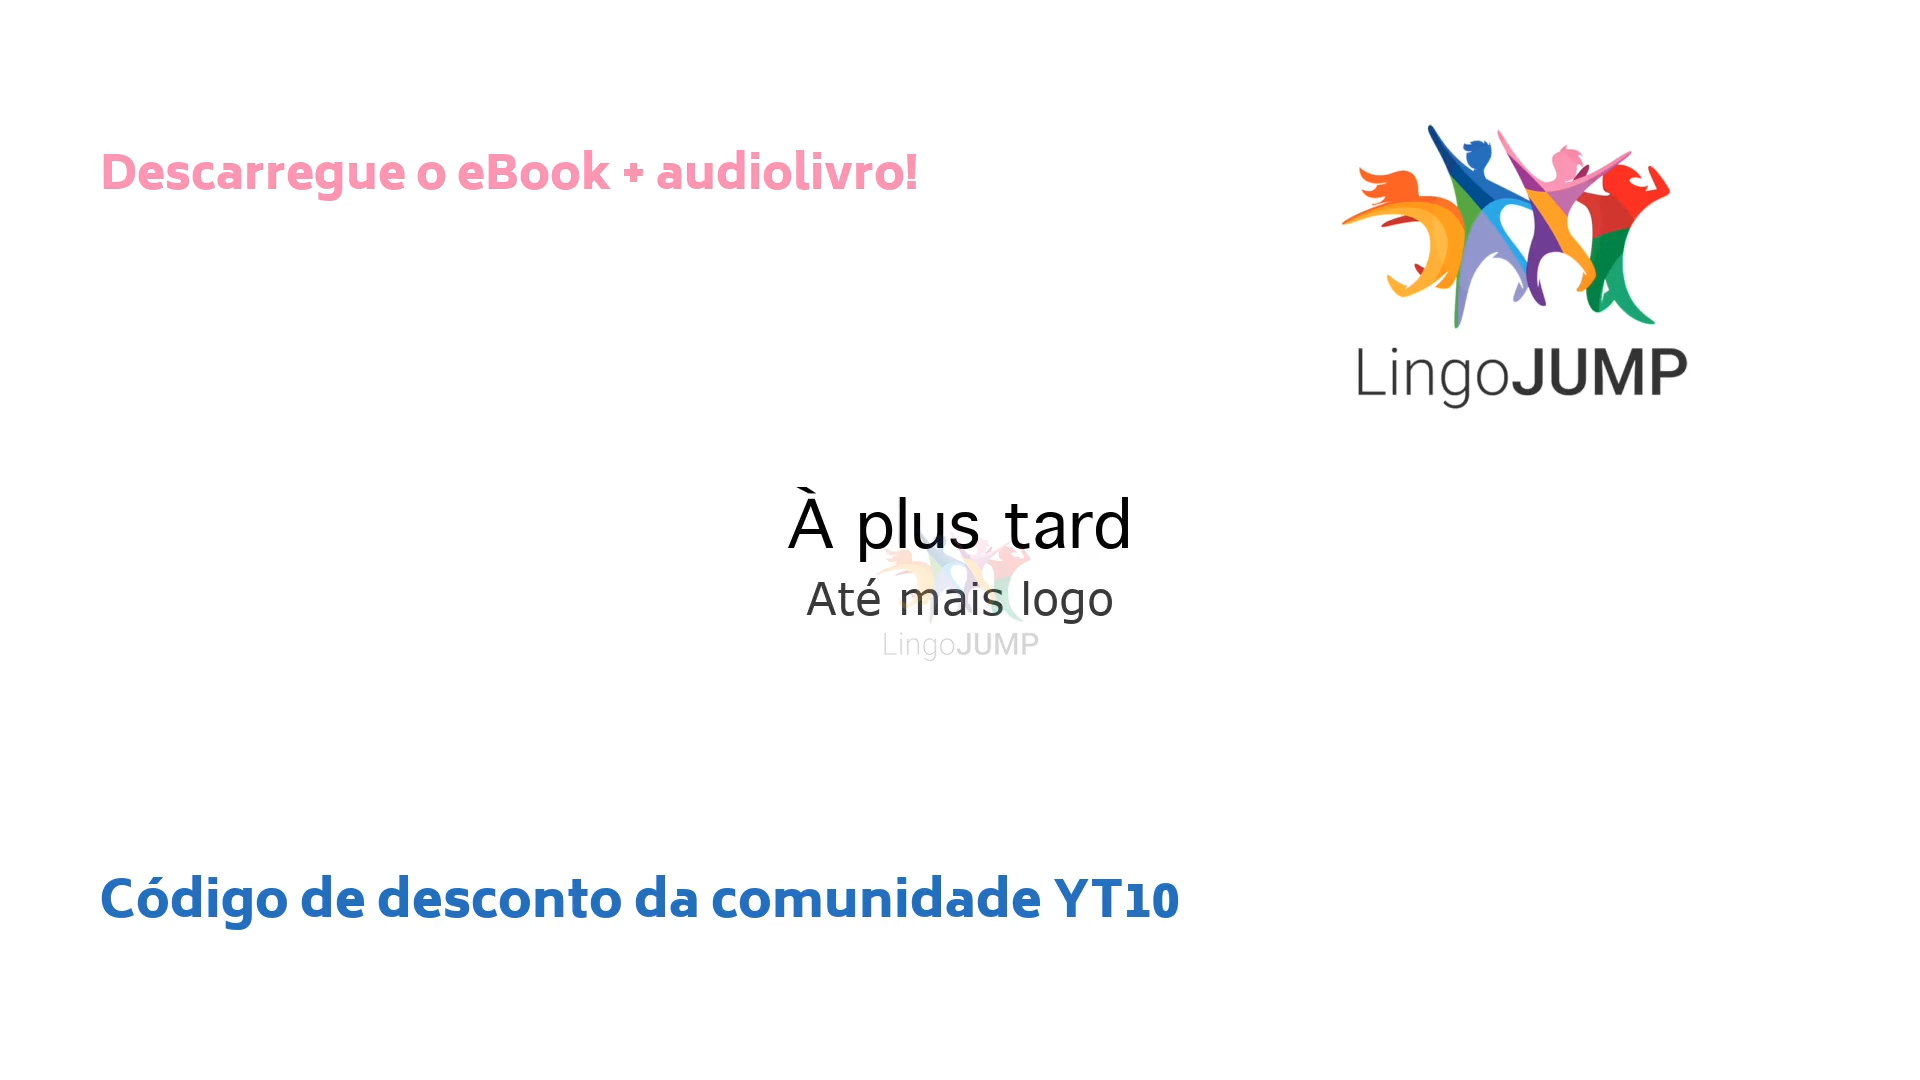 Descarregue o eBook + audiolivro!
LingoJUMP
À plus tard
Até mais logo
LingoJUMP
Código de desconto da comunidade YT10